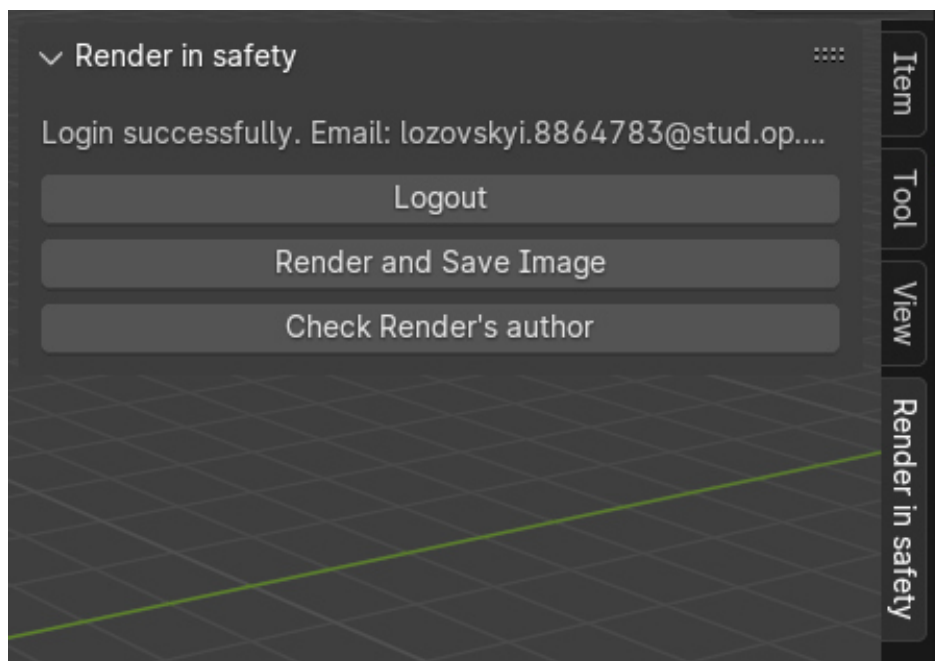 Render in safety
Login successfully. Email: lozovskyi.8864783@stud.op....
Logout
Render and Save Image
Check Render's author
Item
Tool
View
Render in safety